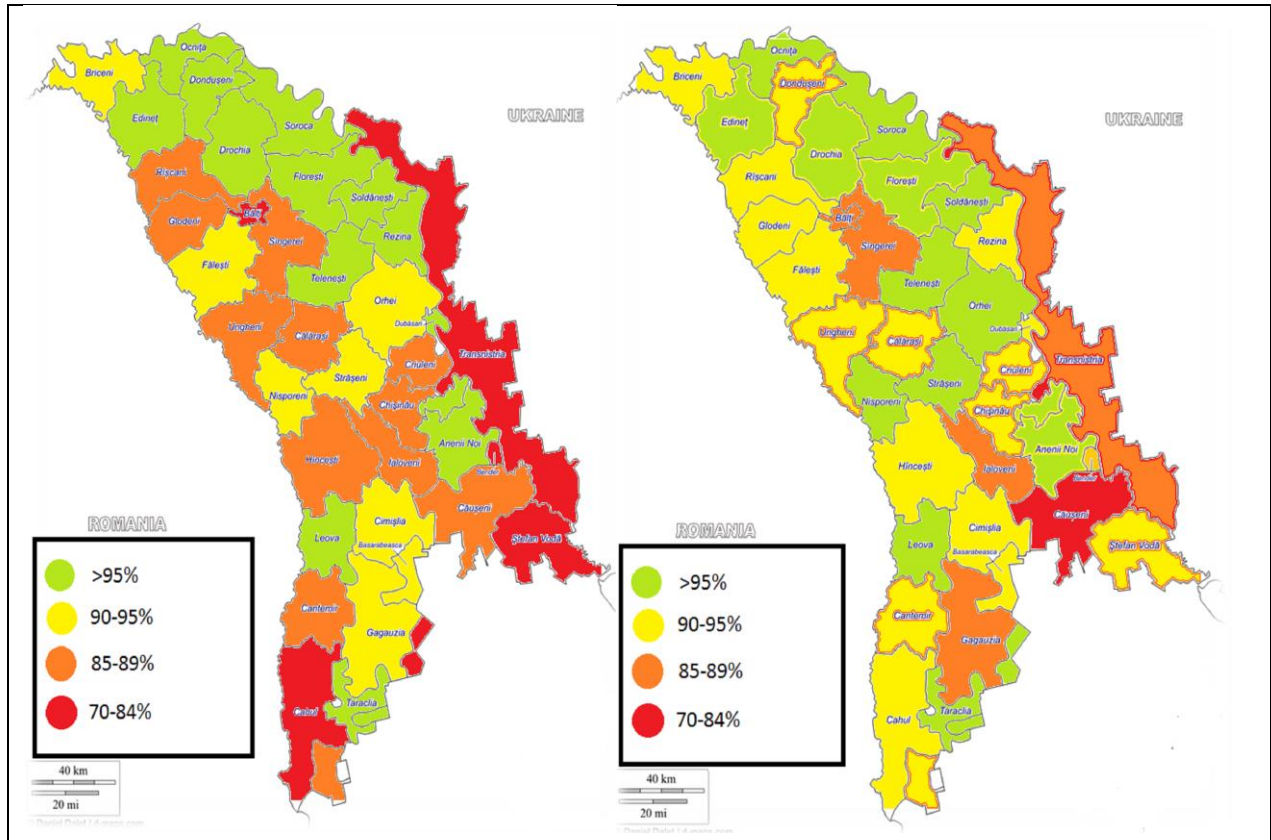 Ocnița
Briceni
Dondușeni
UKRAINE
Edineț
Soroca
Drochia
Rîșcani
Florești
Șoldănești
Bălți
Glodeni
Sîngerei
Rezina
Fălești
Telenești
Orhei
Ungheni
Dubăsari
Călărași
Transnistria
Criuleni
Strășeni
Nisporeni
Chișinău
Anenii Noi
Hîncești
Ialoveni
Bender
Căușeni
Cimișlia
ROMANIA
Leova
Ștefan Vodă
Basarabeasca
>95%
90-95%
Cantemir
Gagauzia
85-89%
70-84%
Cahul
Taraclia
40 km
20 mi
Ocnița
Briceni
Dondușeni
UKRAINE
Edineț
Soroca
Drochia
Rîșcani
Florești
Șoldănești
Bălți
Glodeni
Sîngerei
Rezina
Fălești
Telenești
Orhei
Ungheni
Dubăsari
Călărași
Transnistria
Criuleni
Strășeni
Nisporeni
Chișinău
Anenii Noi
Hîncești
Ialoveni
Bender
Căușeni
Cimișlia
ROMANIA
Leova
Ștefan Vodă
Basarabeasca
>95%
90-95%
Cantemir
Gagauzia
85-89%
70-84%
Cahul
Taraclia
40 km
20 mi